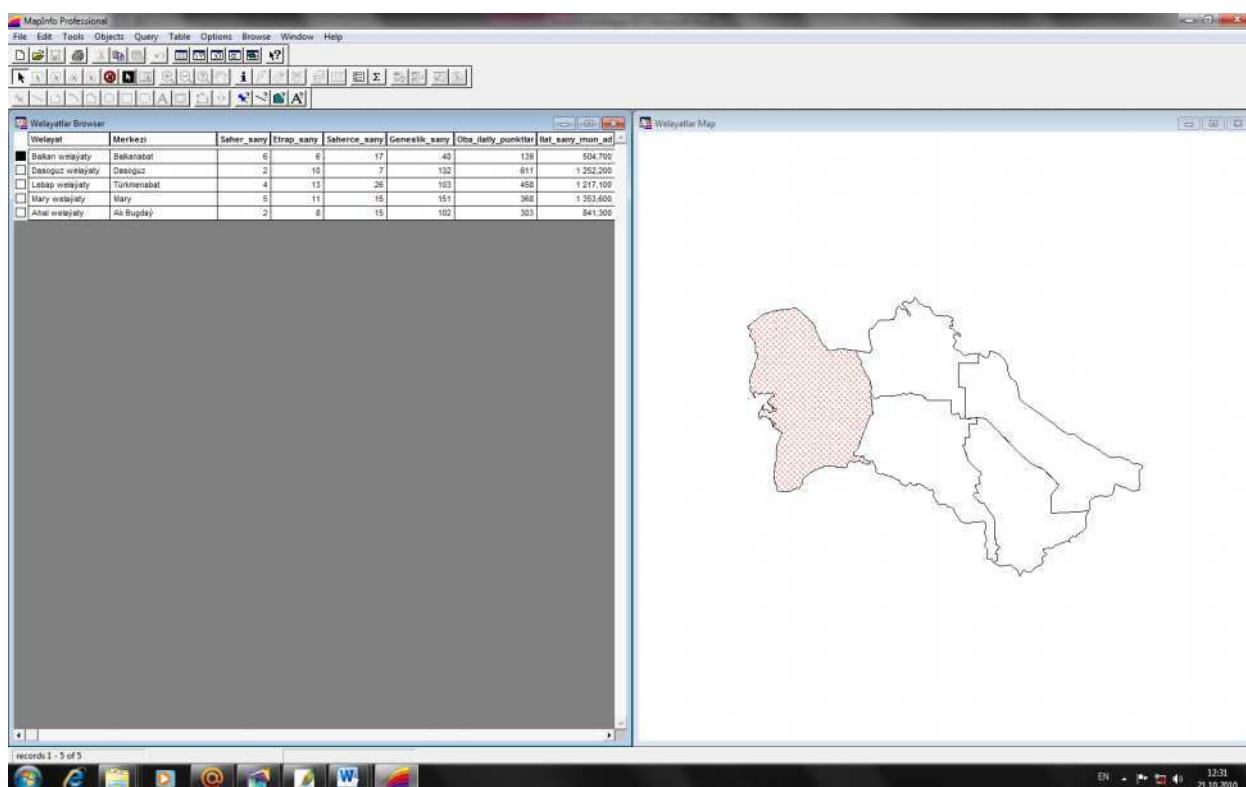 MapInfo Professional
File Edit Tools Objects Query Table Options Browse Window Help
Welayatlar Browser
Welayat Merkezi Saher_sany Etrap_sany Saherce_sany Geneslik_sany Oba_ilatly_punktlar Ilat_sany_mun_ad
Balkan welaýaty Balkanabat 6 6 17 40 139 504,700
Dasoguz welaýaty Dasoguz 2 10 7 132 611 1 252,200
Lebap welaýaty Türkmenabat 4 13 26 103 458 1 217,100
Mary welaýaty Mary 5 11 15 151 368 1 353,600
Ahal welaýaty Ak Bugdaý 2 8 15 102 303 841,300
Welayatlar Map
records 1 - 5 of 5
EN
12:31
21.10.2010